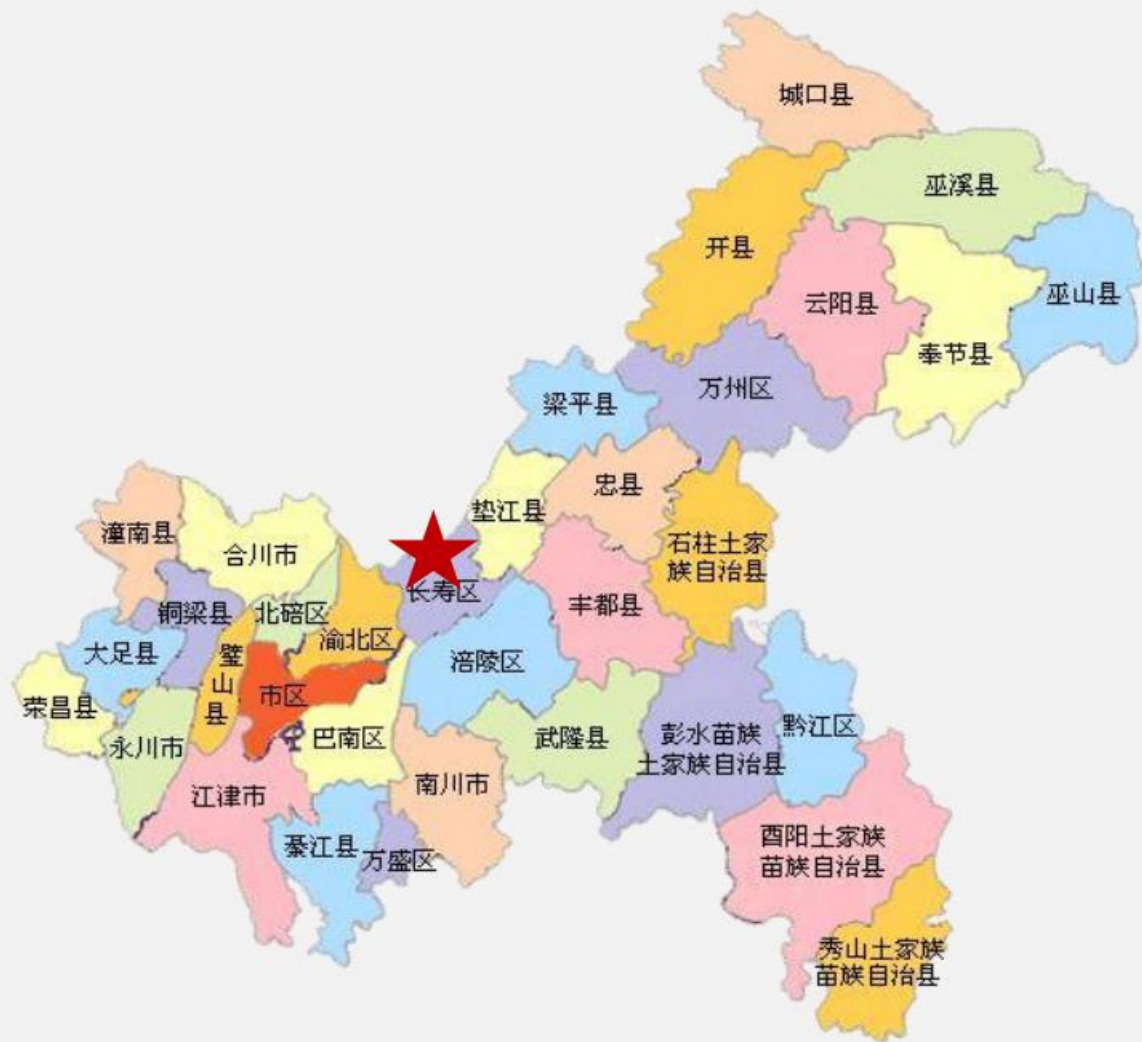 城口县
巫溪县
开县
巫山县
云阳县
奉节县
万州区
梁平县
忠县
垫江县
潼南县
石柱土家
族自治县
合川市
长寿区
丰都县
铜梁县
北碚区
渝北区
大足县
璧山县
涪陵区
市区
荣昌县
巴南区
武隆县
彭水苗族
土家族自治县
黔江区
永川市
南川市
江津市
綦江县
万盛区
酉阳土家族
苗族自治县
秀山土家族
苗族自治县